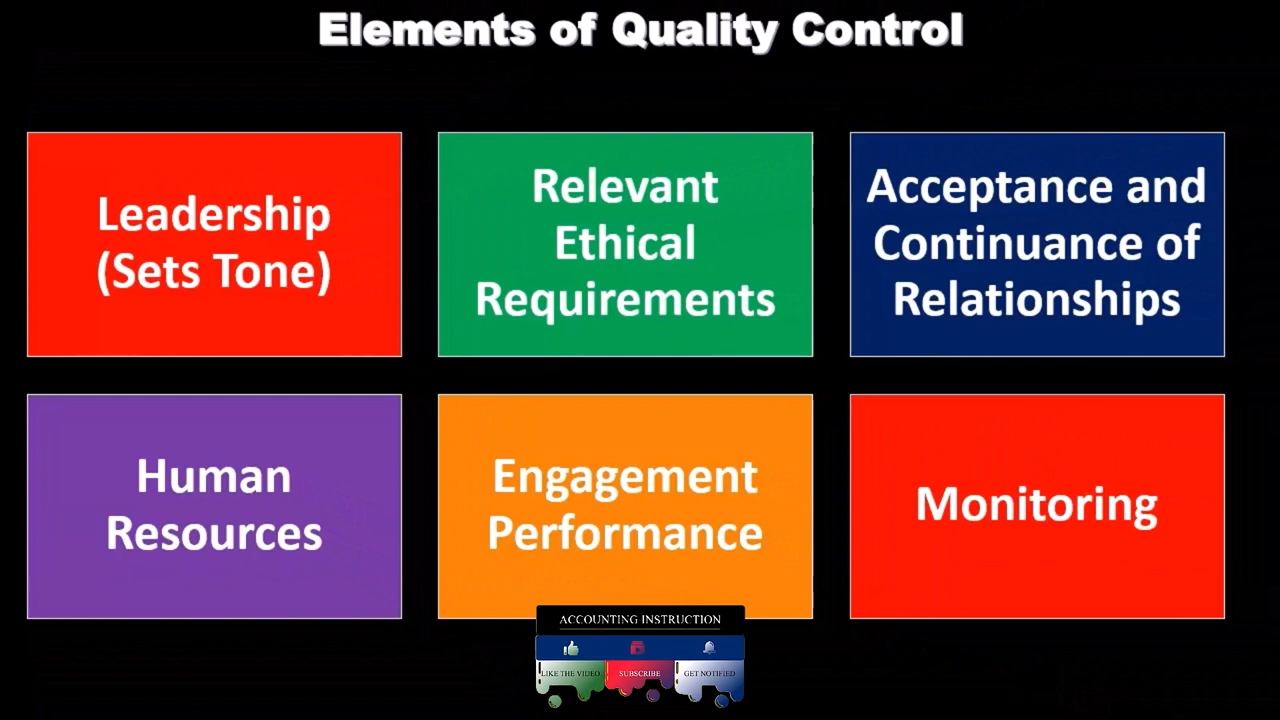 Elements of Quality Control
Leadership
(Sets Tone)
Relevant
Ethical
Requirements
Acceptance and
Continuance of
Relationships
Human
Resources
Engagement
Performance
Monitoring
ACCOUNTING INSTRUCTION
LIKE THE VIDEO
SUBSCRIBE
GET NOTIFIED